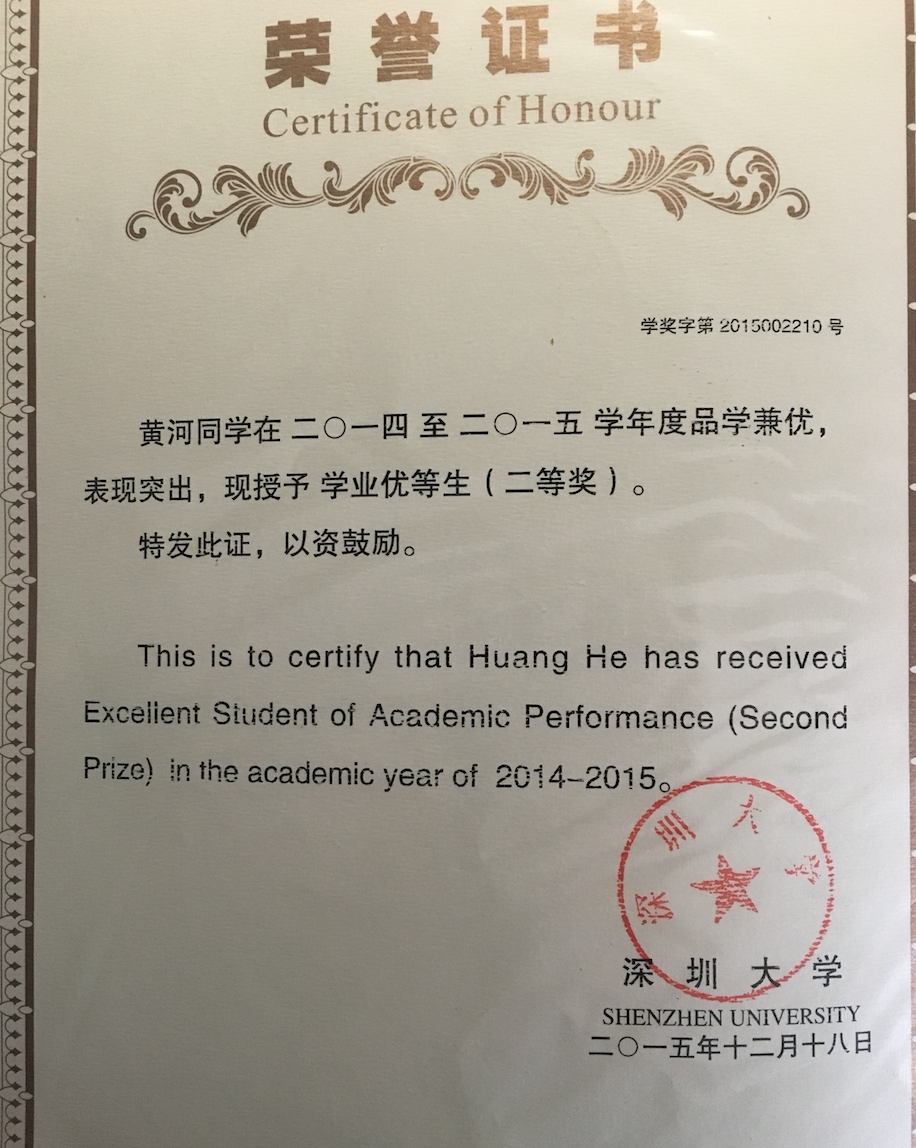 荣誉证书
Certificate of Honour
学奖字第 2015002210 号
黄河同学在 二〇一四 至 二〇一五 学年度品学兼优，
表现突出，现授予 学业优等生（二等奖）。
特发此证，以资鼓励。
This is to certify that Huang He has received
Excellent Student of Academic Performance (Second
Prize) in the academic year of 2014–2015。
深圳大学
深圳大学
SHENZHEN UNIVERSITY
二〇一五年十二月十八日